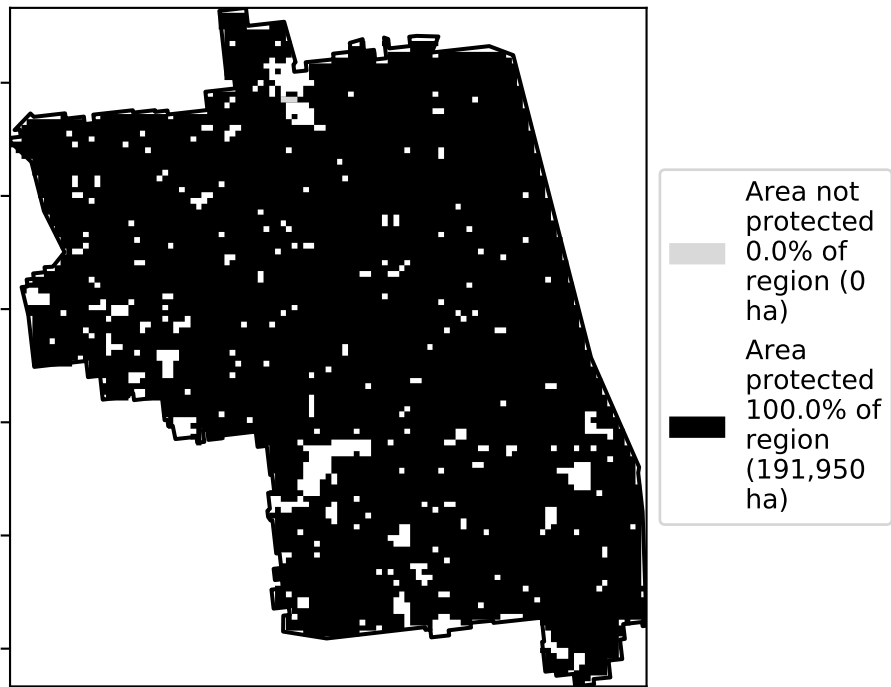 Area not
protected
0.0% of
region (0
ha)
Area
protected
100.0% of
region
(191,950
ha)